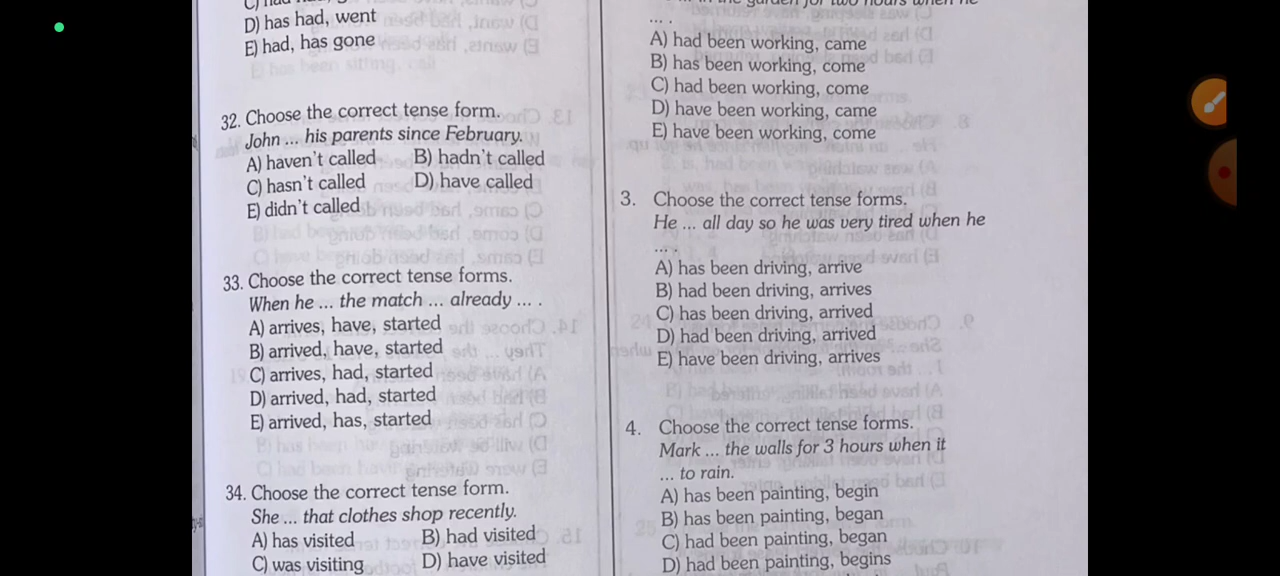 D) has had, went
E) had, has gone
32. Choose the correct tense form.
John ... his parents since February.
A) haven't called B) hadn't called
C) hasn't called D) have called
E) didn't called
33. Choose the correct tense forms.
When he ... the match ... already ... .
A) arrives, have, started
B) arrived, have, started
C) arrives, had, started
D) arrived, had, started
E) arrived, has, started
34. Choose the correct tense form.
She ... that clothes shop recently.
A) has visited B) had visited
C) was visiting D) have visited
... in the garden for two hours when he
... .
A) had been working, came
B) has been working, come
C) had been working, come
D) have been working, came
E) have been working, come
3. Choose the correct tense forms.
He ... all day so he was very tired when he
... .
A) has been driving, arrive
B) had been driving, arrives
C) has been driving, arrived
D) had been driving, arrived
E) have been driving, arrives
4. Choose the correct tense forms.
Mark ... the walls for 3 hours when it
... to rain.
A) has been painting, begin
B) has been painting, began
C) had been painting, began
D) had been painting, begins